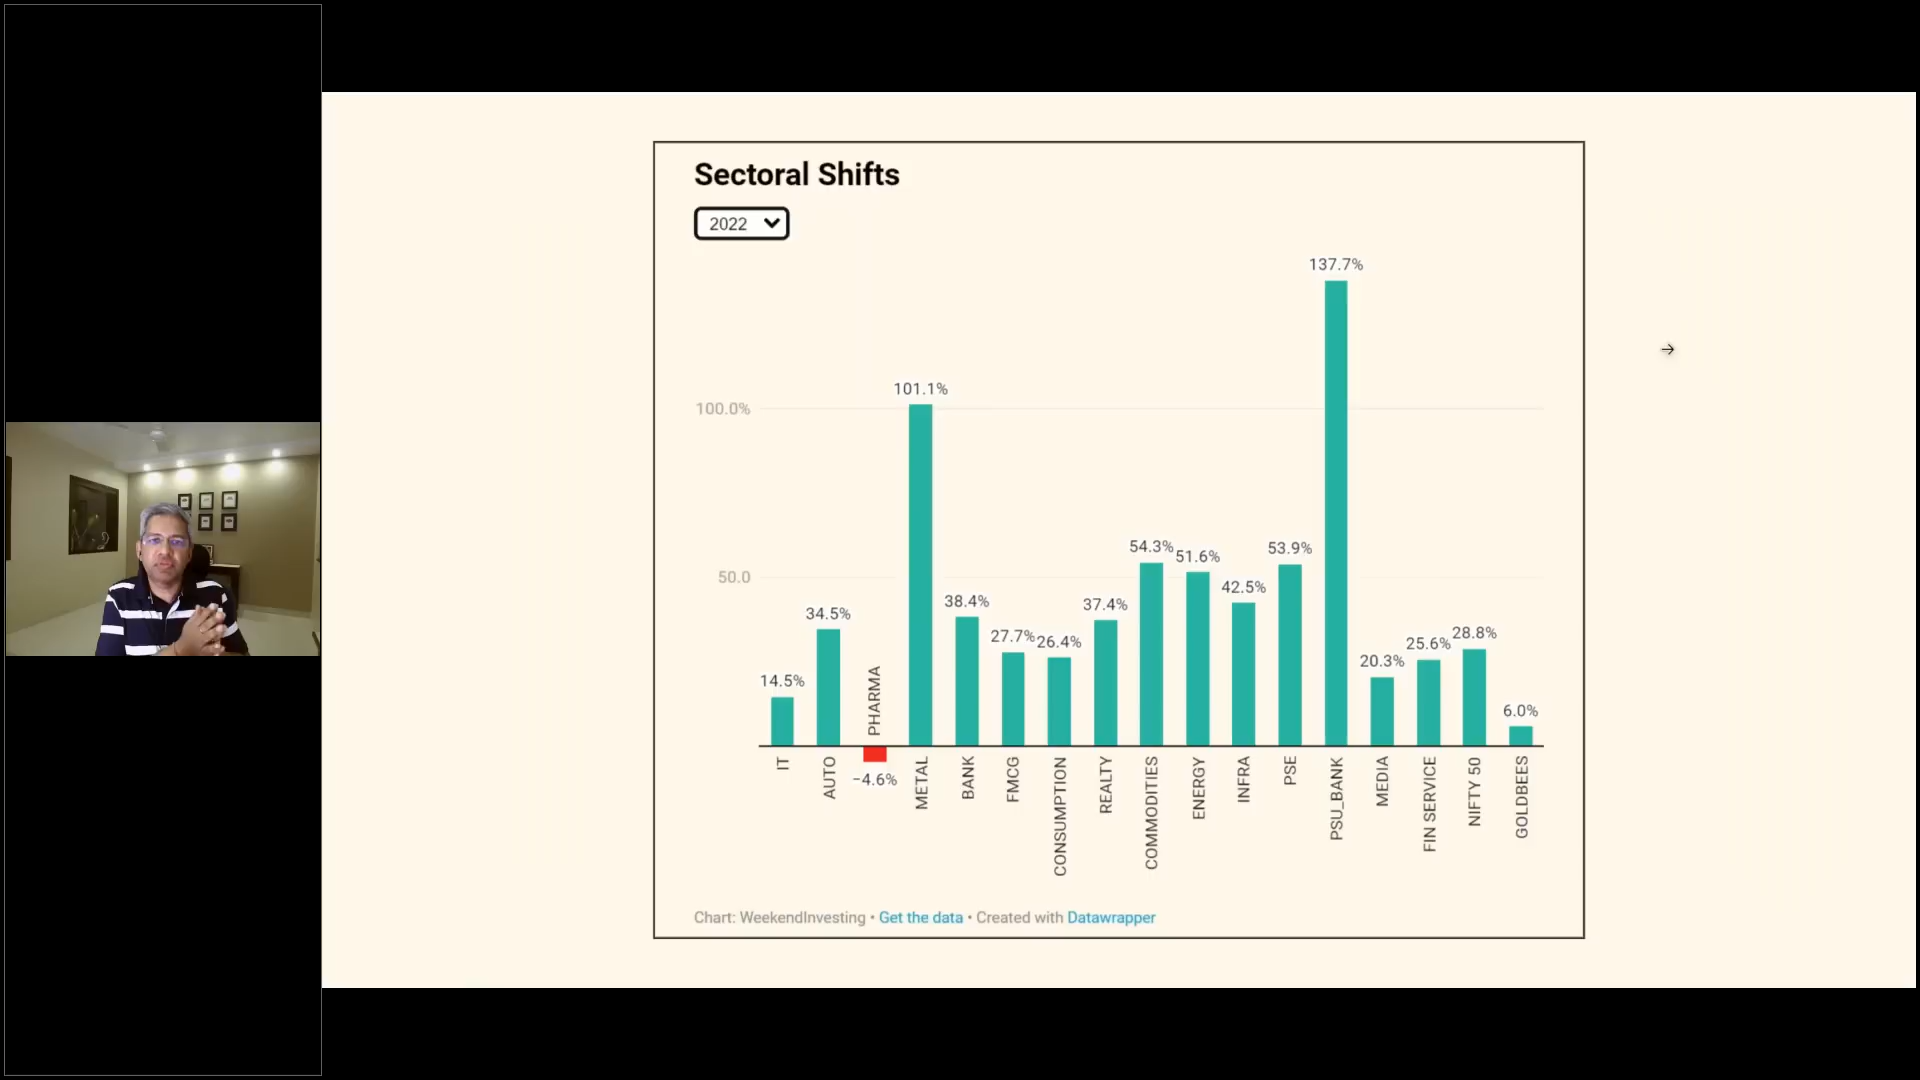 Sectoral Shifts
2022
137.7%
101.1%
100.0%
54.3%
51.6%
53.9%
50.0
42.5%
38.4%
37.4%
34.5%
27.7%
26.4%
28.8%
25.6%
20.3%
14.5%
6.0%
PHARMA
−4.6%
IT
AUTO
METAL
BANK
FMCG
CONSUMPTION
REALTY
COMMODITIES
ENERGY
INFRA
PSE
PSU_BANK
MEDIA
FIN SERVICE
NIFTY 50
GOLDBEES
Chart: WeekendInvesting • Get the data • Created with Datawrapper